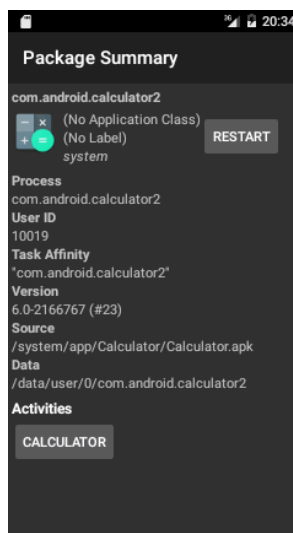 36 20:34
Package Summary
com.android.calculator2
(No Application Class)
(No Label)
system
RESTART
Process
com.android.calculator2
User ID
10019
Task Affinity
"com.android.calculator2"
Version
6.0-2166767 (#23)
Source
/system/app/Calculator/Calculator.apk
Data
/data/user/0/com.android.calculator2
Activities
CALCULATOR